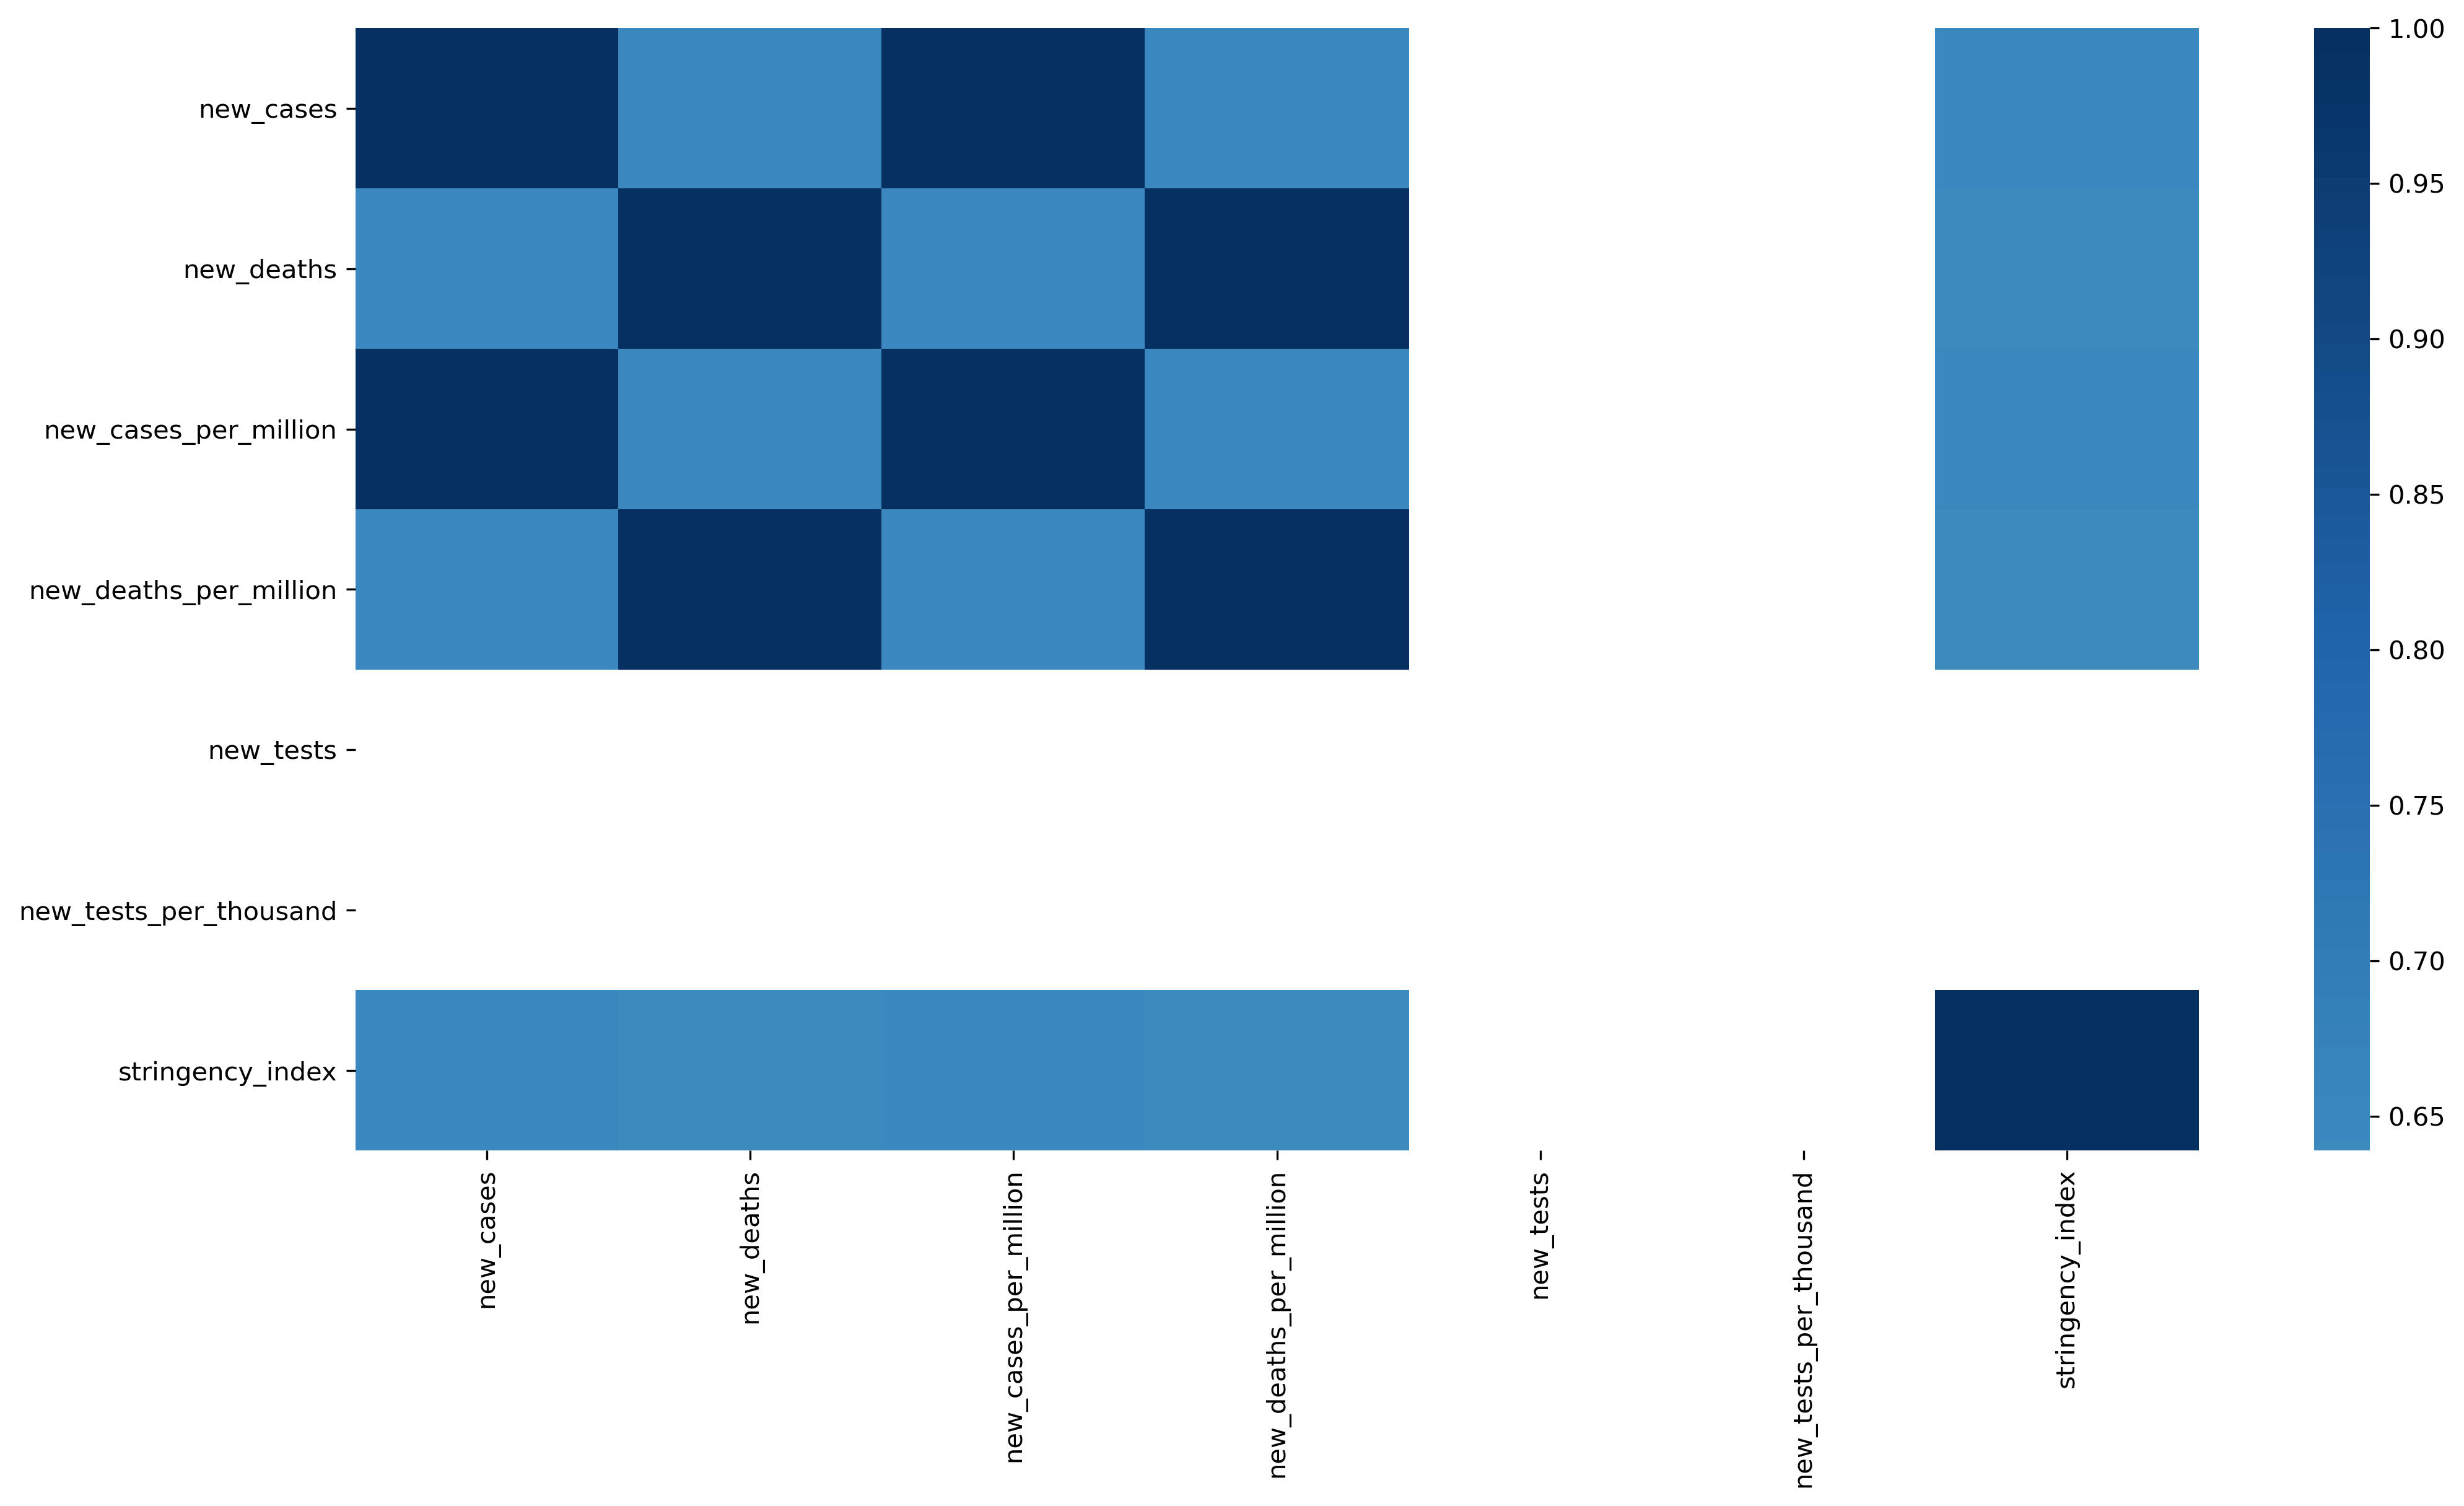 new_cases
new_deaths
new_cases_per_million
new_deaths_per_million
new_tests
new_tests_per_thousand
stringency_index
new_cases
new_deaths
new_cases_per_million
new_deaths_per_million
new_tests
new_tests_per_thousand
stringency_index
1.00
0.95
0.90
0.85
0.80
0.75
0.70
0.65